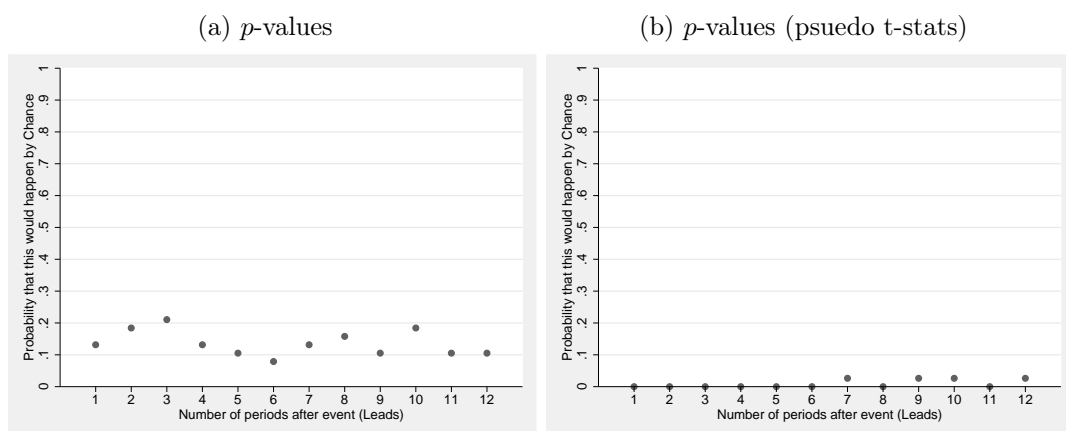 (a) p-values
Probability that this would happen by Chance
1
.9
.8
.7
.6
.5
.4
.3
.2
.1
0
1 2 3 4 5 6 7 8 9 10 11 12
Number of periods after event (Leads)
(b) p-values (psuedo t-stats)
Probability that this would happen by Chance
1
.9
.8
.7
.6
.5
.4
.3
.2
.1
0
1 2 3 4 5 6 7 8 9 10 11 12
Number of periods after event (Leads)